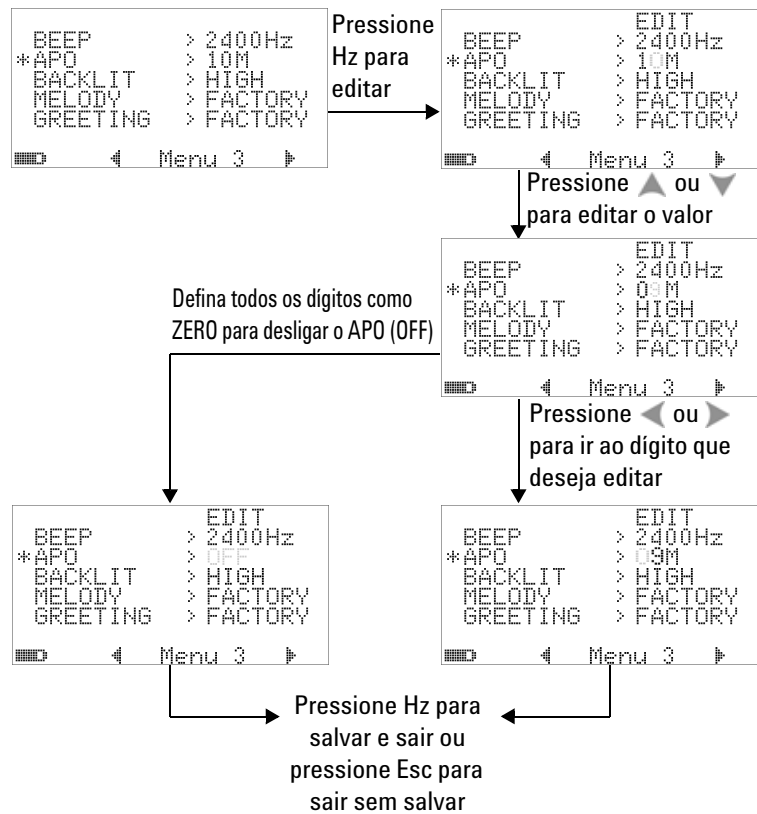 BEEP > 2400Hz
*APO > 10M
BACKLIT > HIGH
MELODY > FACTORY
GREETING > FACTORY
Menu 3
Pressione
Hz para
editar
EDIT
BEEP > 2400Hz
*APO > 10M
BACKLIT > HIGH
MELODY > FACTORY
GREETING > FACTORY
Menu 3
Pressione ou
para editar o valor
EDIT
BEEP > 2400Hz
*APO > 09M
BACKLIT > HIGH
MELODY > FACTORY
GREETING > FACTORY
Menu 3
Defina todos os dígitos como
ZERO para desligar o APO (OFF)
Pressione ou
para ir ao dígito que
deseja editar
EDIT
BEEP > 2400Hz
*APO > OFF
BACKLIT > HIGH
MELODY > FACTORY
GREETING > FACTORY
Menu 3
EDIT
BEEP > 2400Hz
*APO > 09M
BACKLIT > HIGH
MELODY > FACTORY
GREETING > FACTORY
Menu 3
Pressione Hz para
salvar e sair ou
pressione Esc para
sair sem salvar